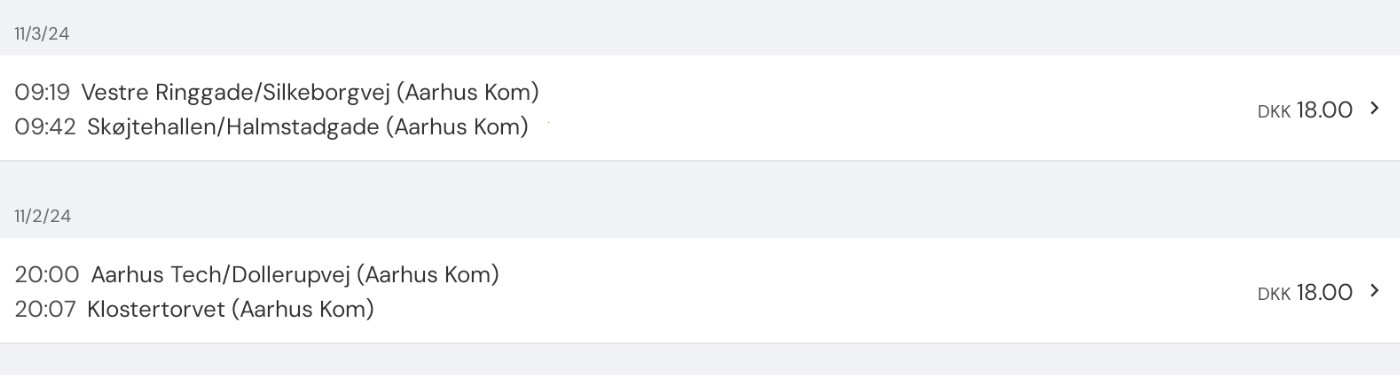 11/3/24
09:19 Vestre Ringgade/Silkeborgvej (Aarhus Kom)
09:42 Skøjtehallen/Halmstadgade (Aarhus Kom)
DKK 18.00
11/2/24
20:00 Aarhus Tech/Dollerupvej (Aarhus Kom)
20:07 Klostertorvet (Aarhus Kom)
DKK 18.00